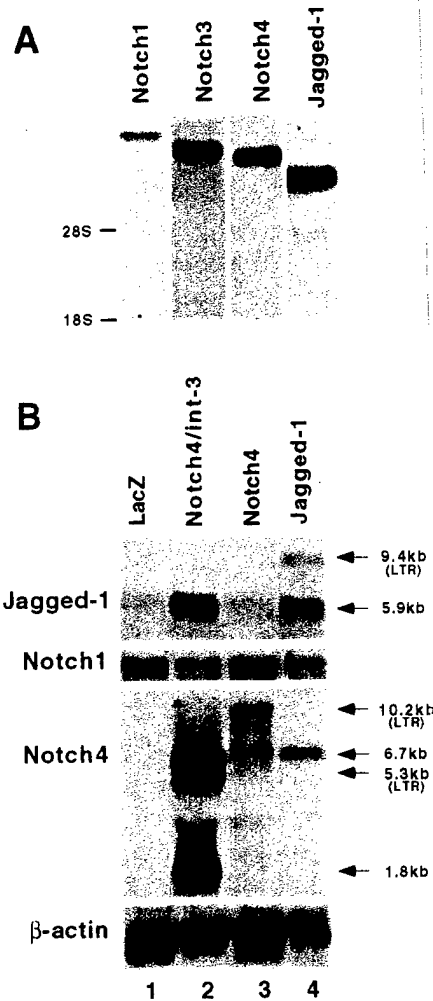 A
Notch1
Notch3
Notch4
Jagged-1
28S
18S
B
LacZ
Notch4/int-3
Notch4
Jagged-1
9.4kb
(LTR)
Jagged-1
5.9kb
Notch1
10.2kb
(LTR)
Notch4
6.7kb
5.3kb
(LTR)
1.8kb
β-actin
1 2 3 4